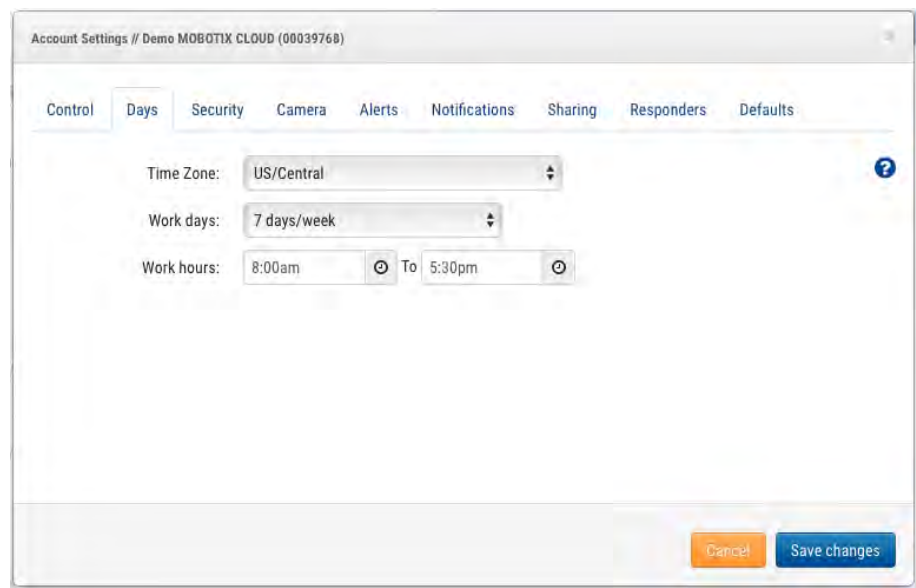 Account Settings // Demo MOBOTIX CLOUD (00039768)
Control Days Security Camera Alerts Notifications Sharing Responders Defaults
Time Zone: US/Central
Work days: 7 days/week
Work hours: 8:00am To 5:30pm
Cancel Save changes